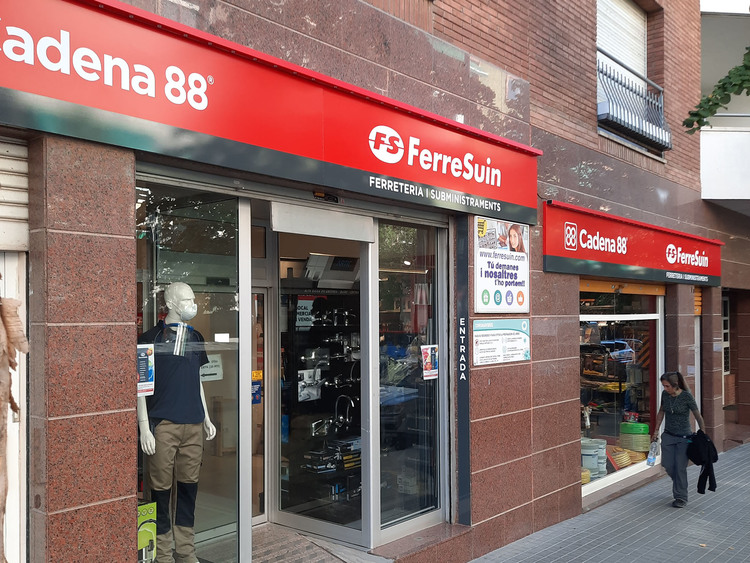 Cadena 88®
FS FerreSuin
FERRETERIA I SUBMINISTRAMENTS
www.ferresuin.com
Tú demanes
i nosaltres
t'ho portem!!
ENTRADA
88 Cadena 88
FS FerreSuin
FERRETERIA I SUBMINISTRAMENTS